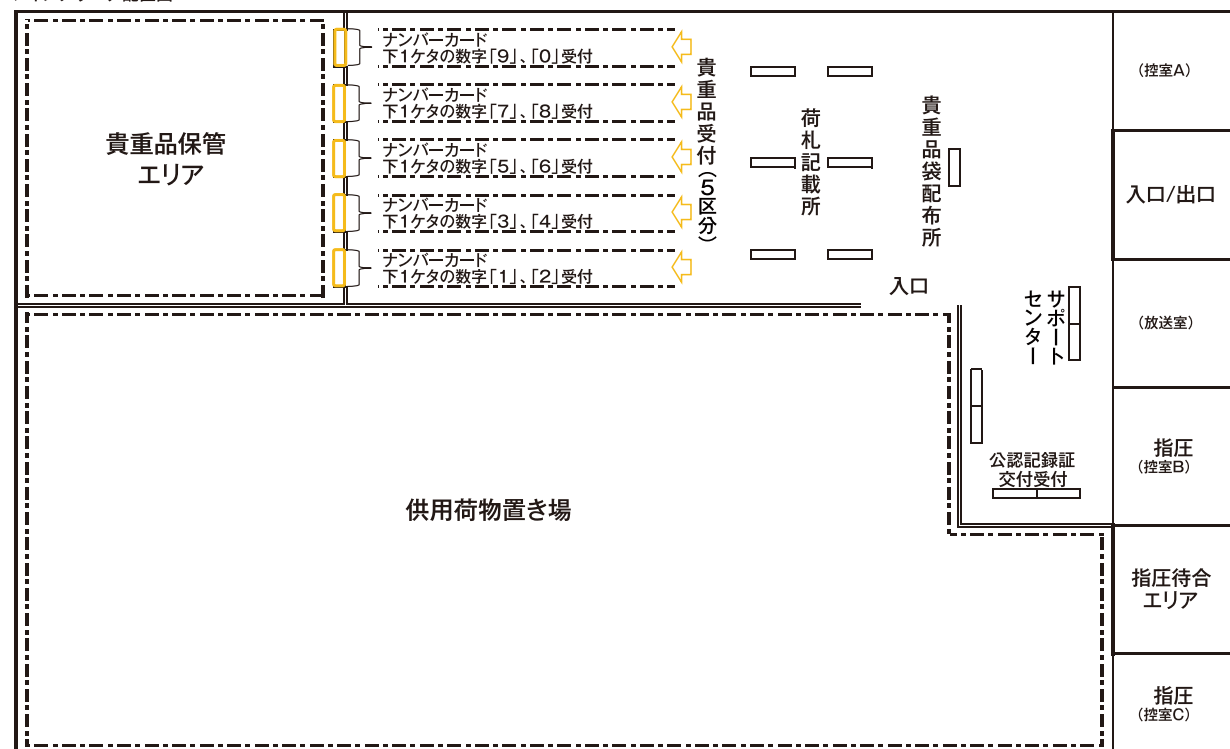 貴重品保管
エリア
ナンバーカード
下1ケタの数字「9」、「0」受付
ナンバーカード
下1ケタの数字「7」、「8」受付
ナンバーカード
下1ケタの数字「5」、「6」受付
ナンバーカード
下1ケタの数字「3」、「4」受付
ナンバーカード
下1ケタの数字「1」、「2」受付
貴重品受付(5区分)
荷札記載所
貴重品袋配布所
入口
サポート
センター
公認記録証
交付受付
供用荷物置き場
(控室A)
入口/出口
(放送室)
指圧
(控室B)
指圧待合
エリア
指圧
(控室C)